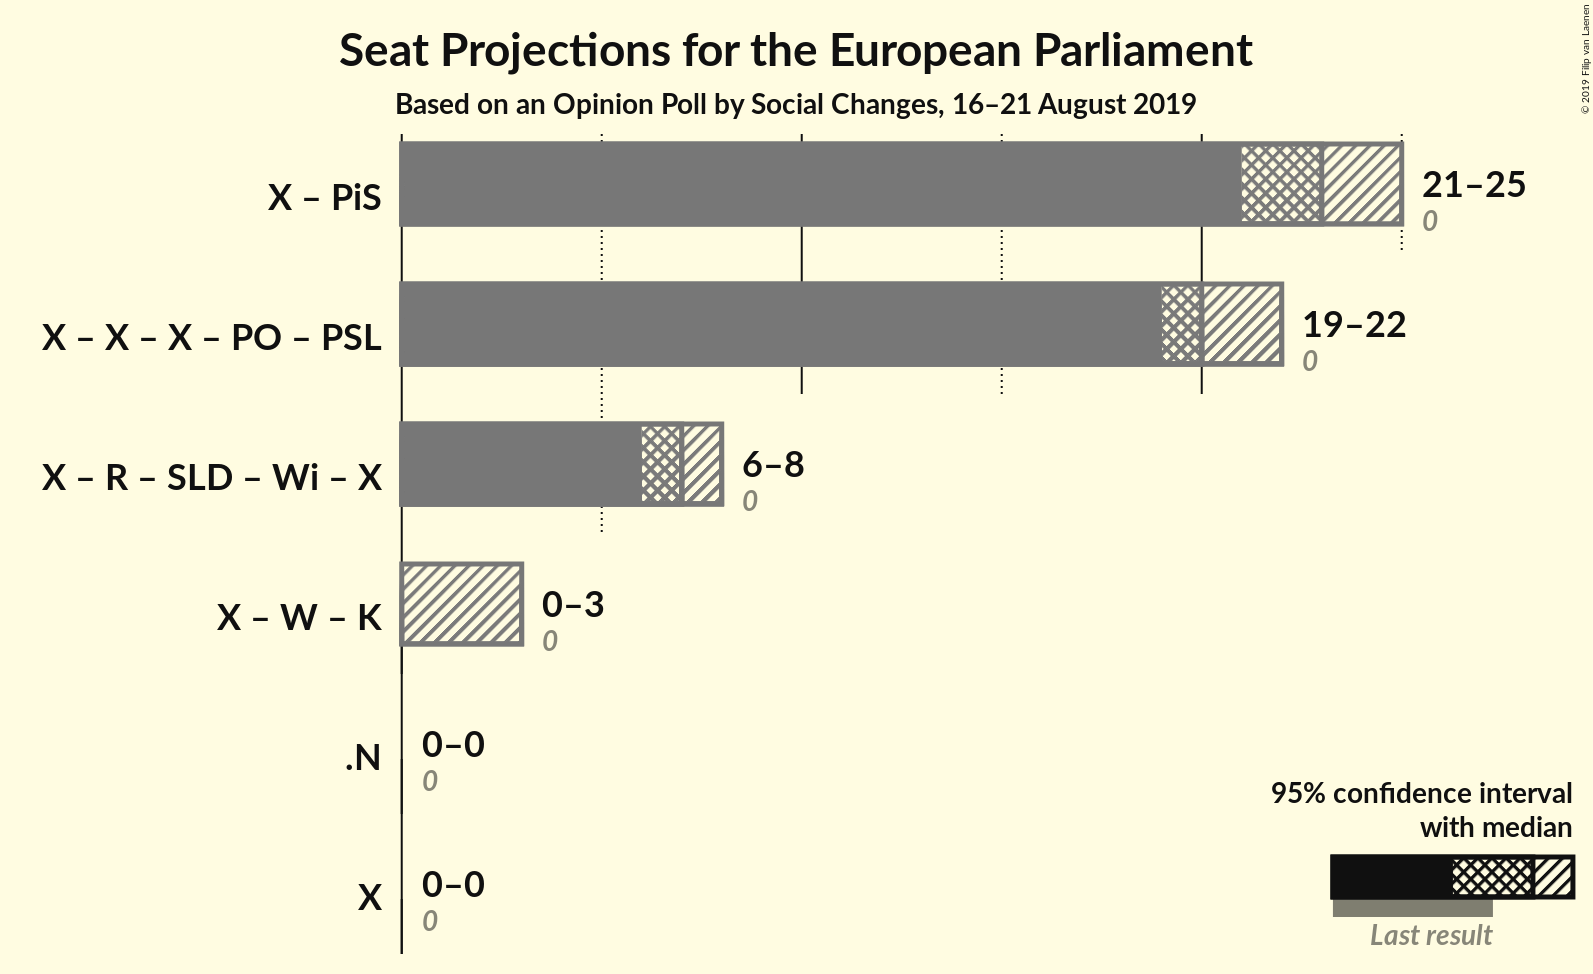 Seat Projections for the European Parliament
Based on an Opinion Poll by Social Changes, 16–21 August 2019
© 2019 Filip van Laenen
X – PiS
21–25
0
X – X – X – PO – PSL
19–22
0
X – R – SLD – Wi – X
6–8
0
X – W – K
0–3
0
.N
0–0
0
X
0–0
0
95% confidence interval
with median
Last result